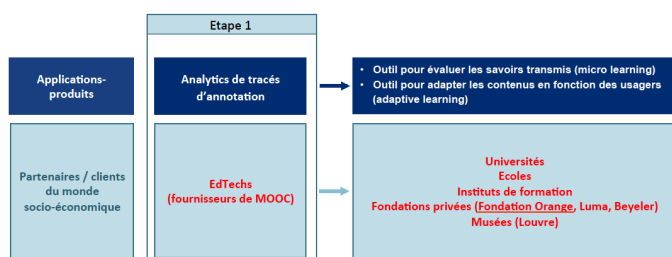 Etape 1
Applications-
produits
Analytics de tracés
d'annotation
• Outil pour évaluer les savoirs transmis (micro learning)
• Outil pour adapter les contenus en fonction des usagers
(adaptive learning)
Partenaires / clients
du monde
socio-économique
EdTechs
(fournisseurs de MOOC)
Universités
Ecoles
Instituts de formation
Fondations privées (Fondation Orange, Luma, Beyeler)
Musées (Louvre)